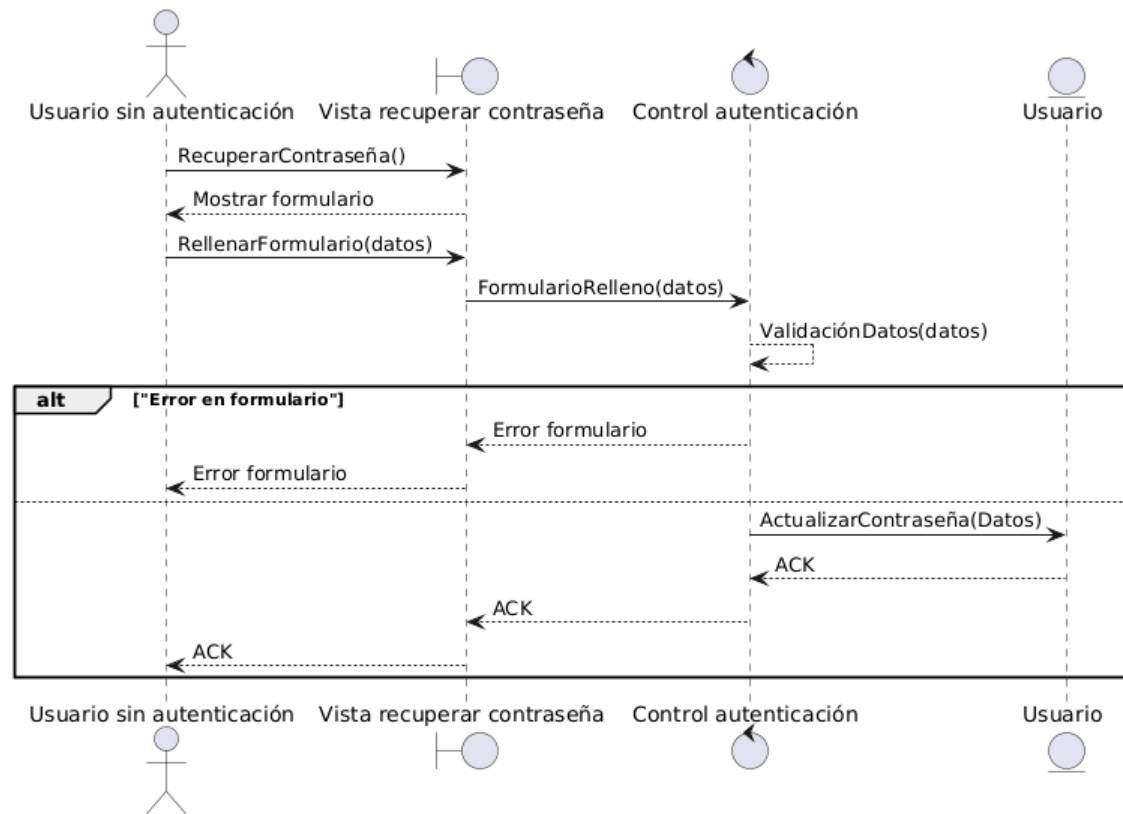 Usuario sin autenticación Vista recuperar contraseña Control autenticación Usuario
RecuperarContraseña()
Mostrar formulario
RellenarFormulario(datos)
FormularioRelleno(datos)
ValidaciónDatos(datos)
alt ["Error en formulario"]
Error formulario
Error formulario
ActualizarContraseña(Datos)
ACK
ACK
ACK
Usuario sin autenticación Vista recuperar contraseña Control autenticación Usuario